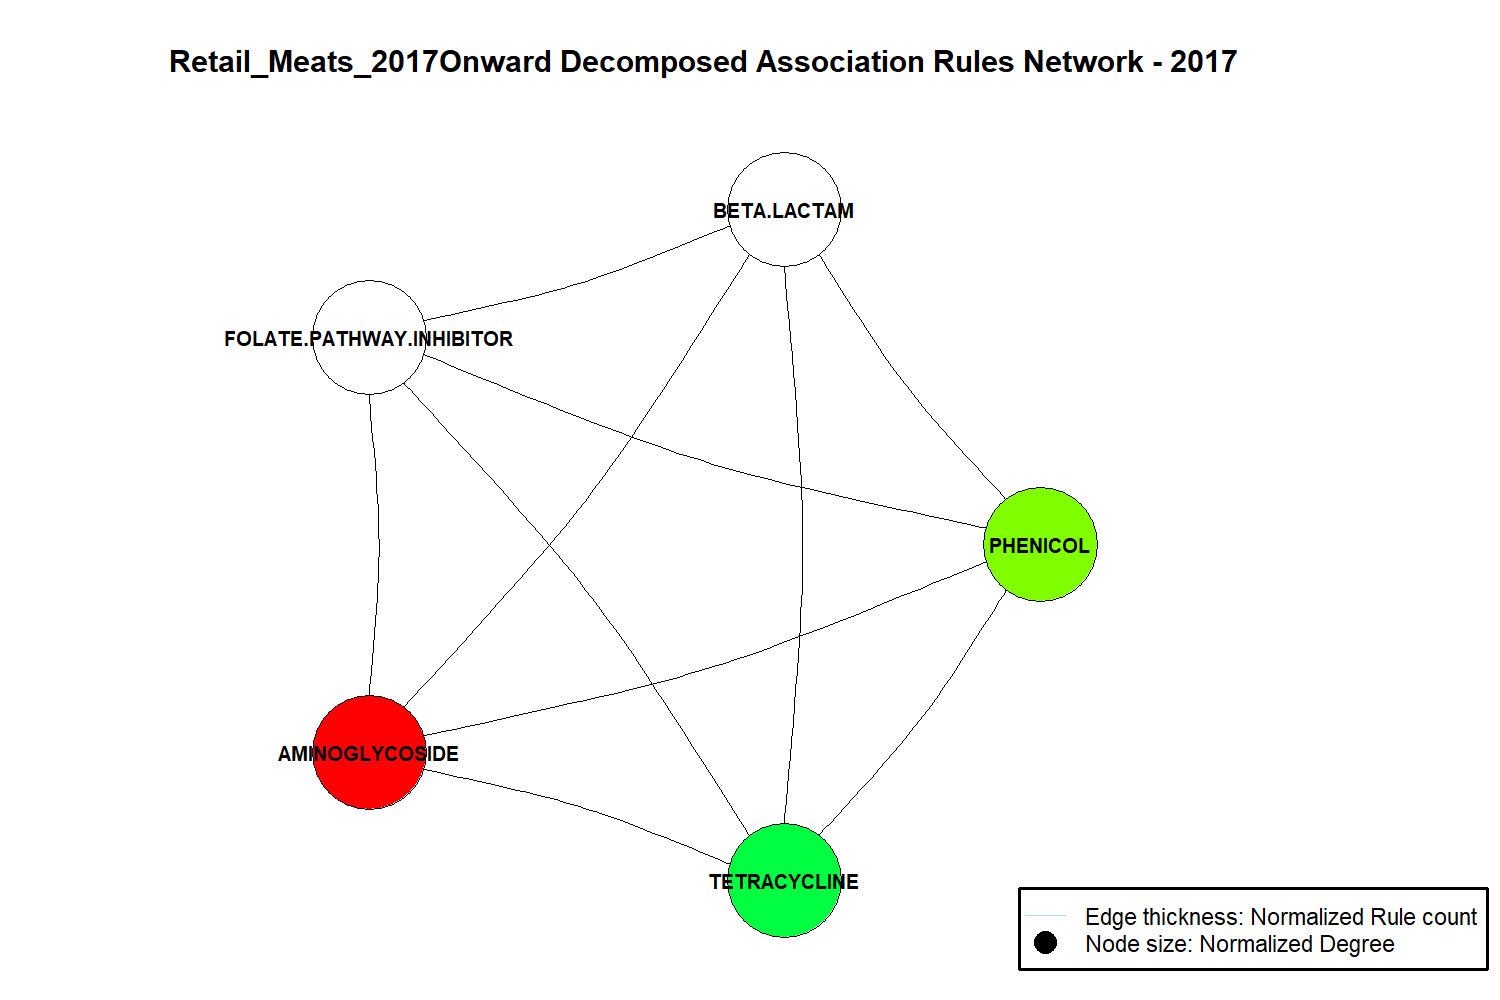 Retail_Meats_2017Onward Decomposed Association Rules Network - 2017
BETA.LACTAM
FOLATE.PATHWAY.INHIBITOR
PHENICOL
AMINOGLYCOSIDE
TETRACYCLINE
Edge thickness: Normalized Rule count
Node size: Normalized Degree